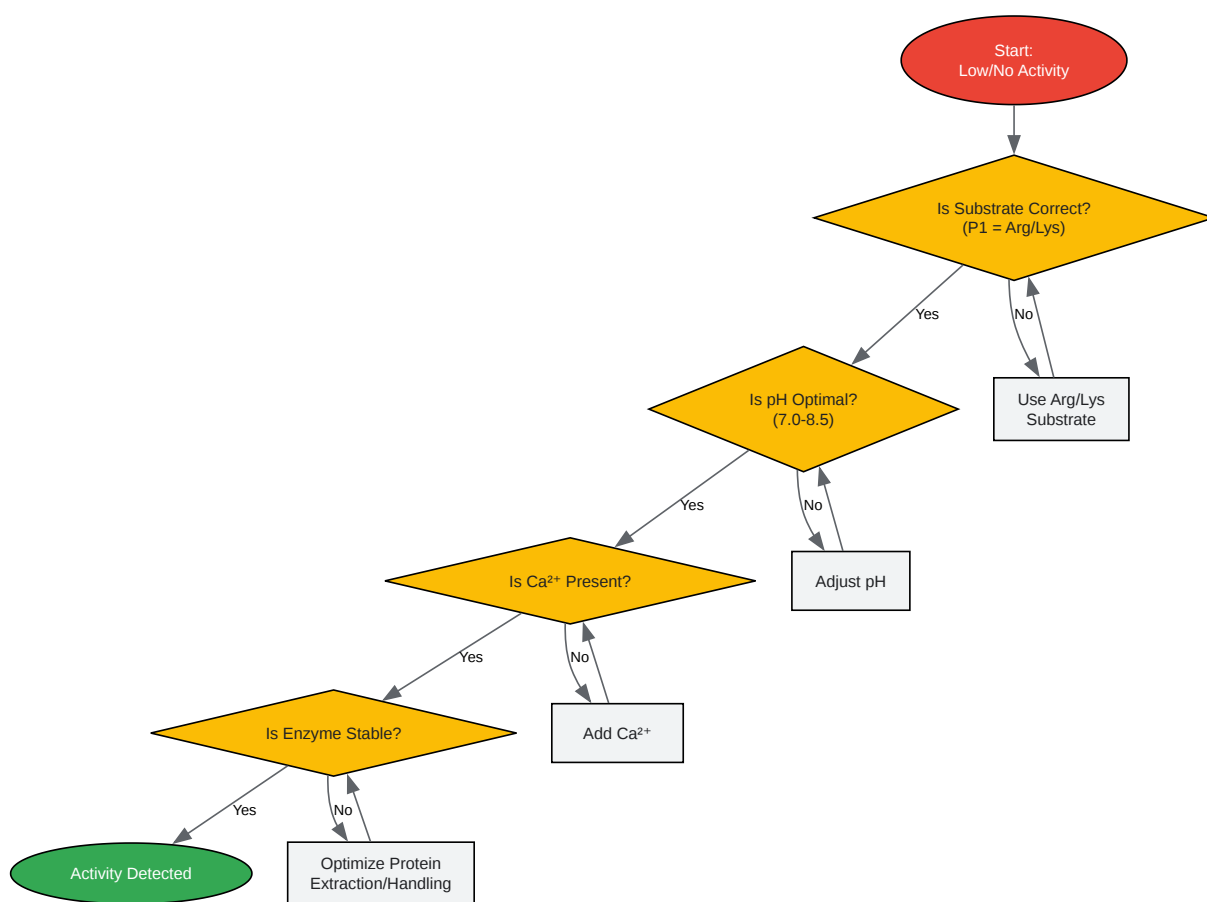 Start:
Low/No Activity
Is Substrate Correct?
(P1 = Arg/Lys)
Yes
No
Is pH Optimal?
(7.0-8.5)
Use Arg/Lys
Substrate
Yes
No
Is Ca²⁺ Present?
Adjust pH
Yes
No
Is Enzyme Stable?
Add Ca²⁺
Yes
No
Activity Detected
Optimize Protein
Extraction/Handling